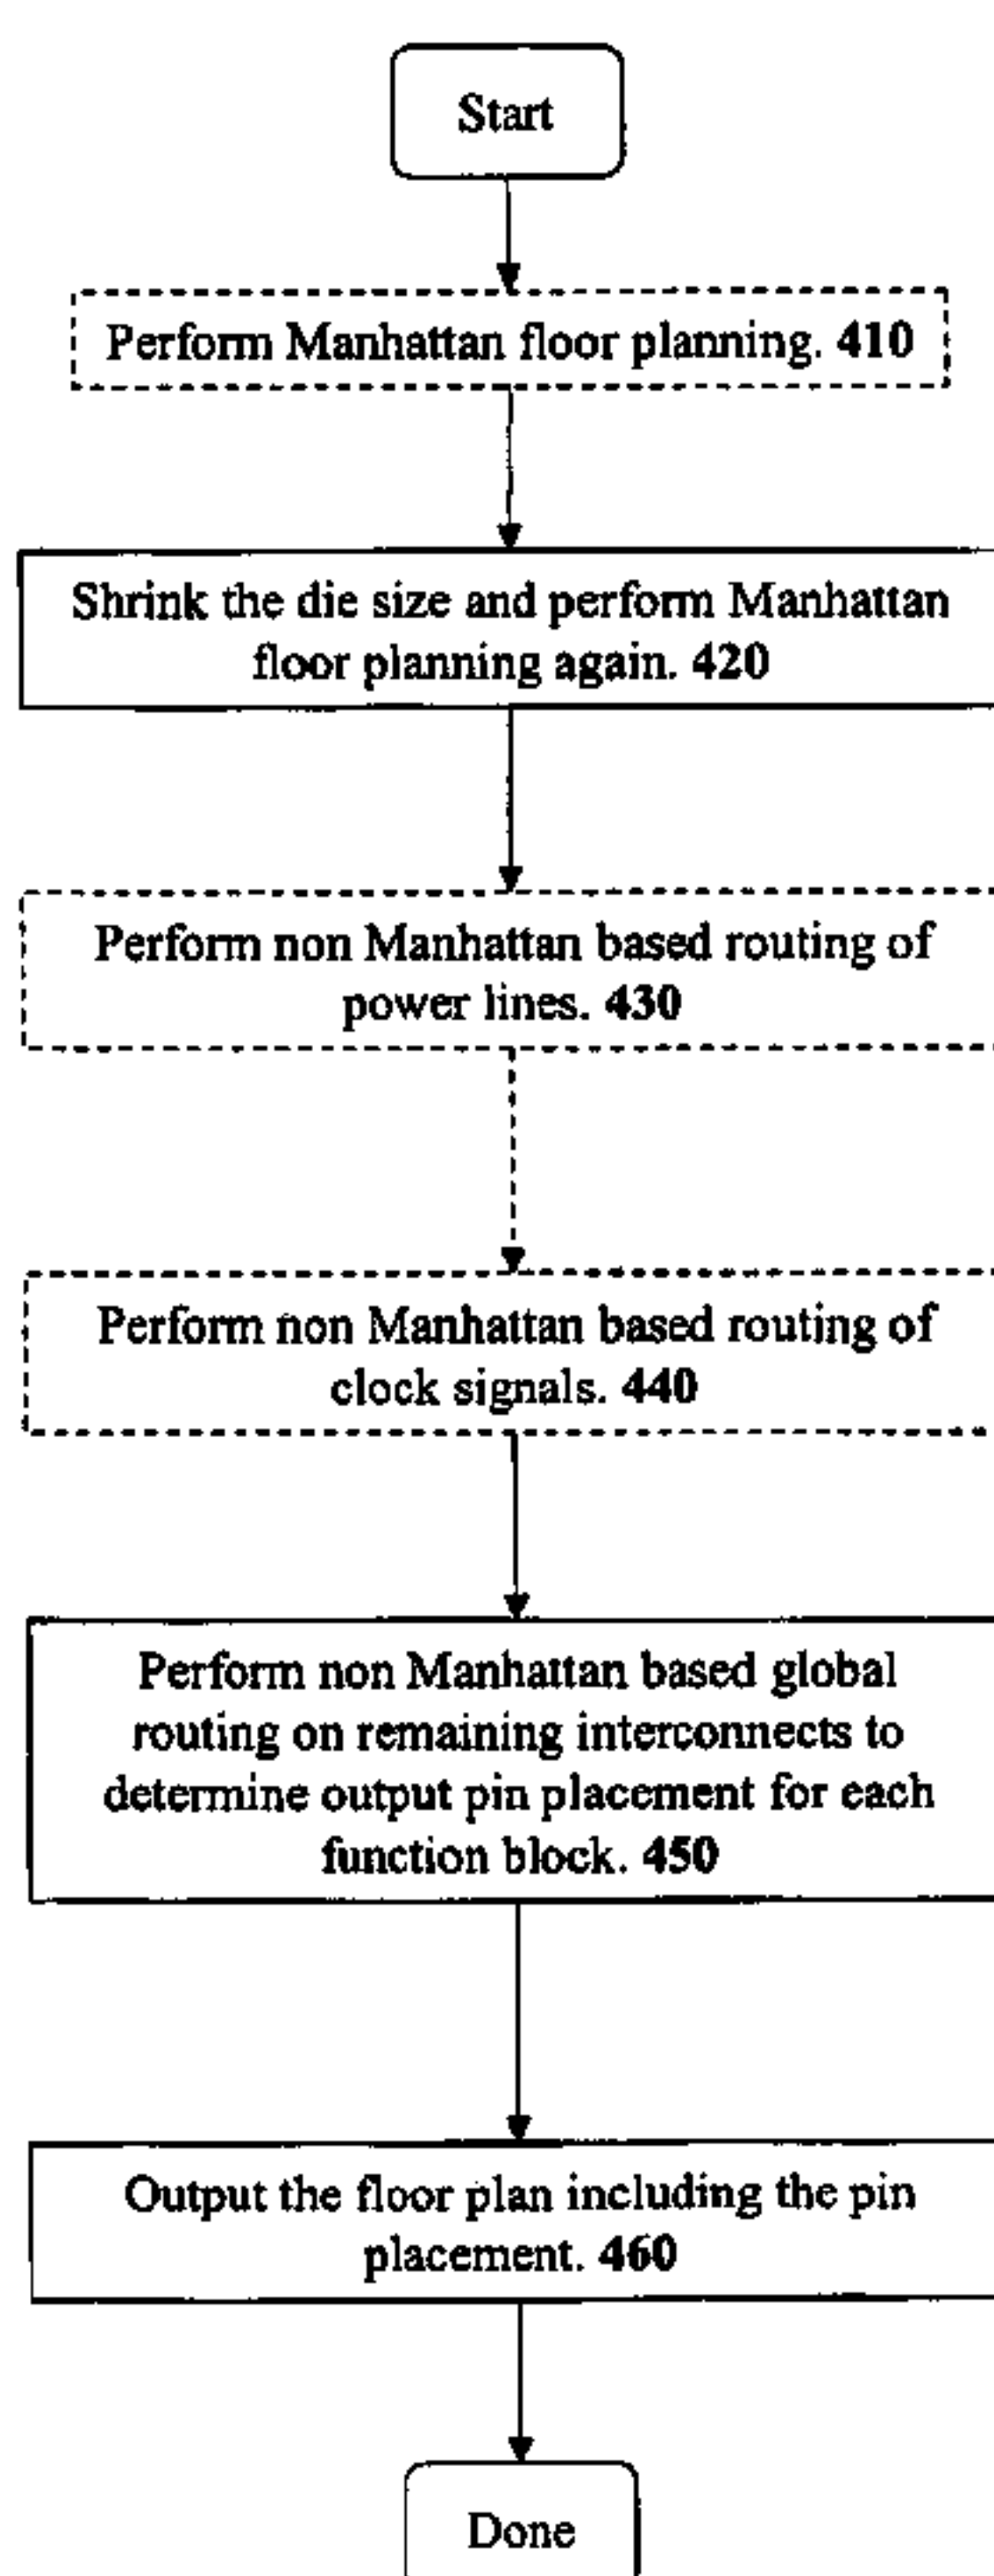 Start
Perform Manhattan floor planning. 410
Shrink the die size and perform Manhattan
floor planning again. 420
Perform non Manhattan based routing of
power lines. 430
Perform non Manhattan based routing of
clock signals. 440
Perform non Manhattan based global
routing on remaining interconnects to
determine output pin placement for each
function block. 450
Output the floor plan including the pin
placement. 460
Done